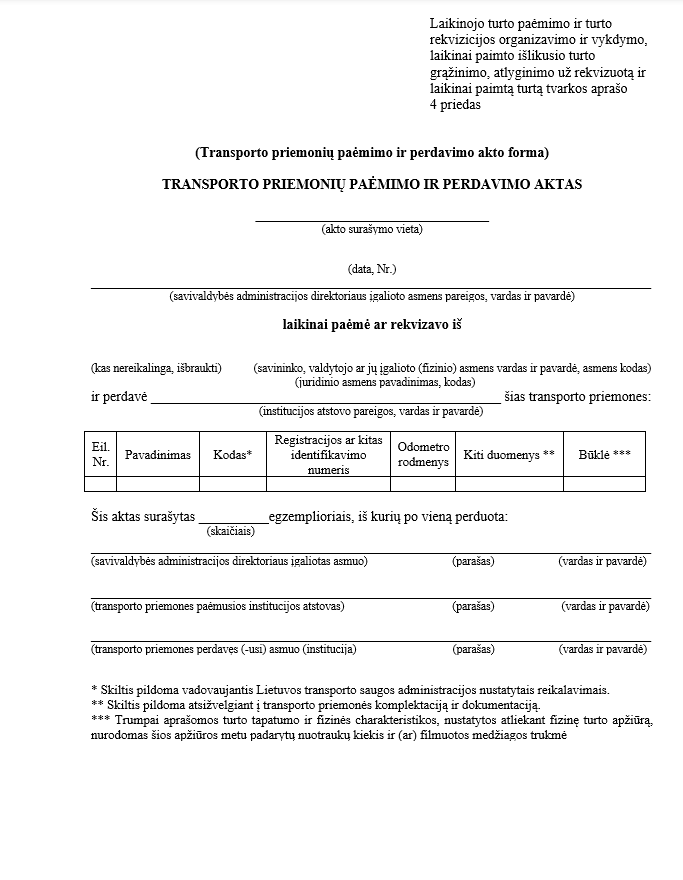 Laikinojo turto paėmimo ir turto
rekvizicijos organizavimo ir vykdymo,
laikinai paimto išlikusio turto
grąžinimo, atlyginimo už rekvizuotą ir
laikinai paimtą turtą tvarkos aprašo
4 priedas
(Transporto priemonių paėmimo ir perdavimo akto forma)
TRANSPORTO PRIEMONIŲ PAĖMIMO IR PERDAVIMO AKTAS
(akto surašymo vieta)
(data, Nr.)
(savivaldybės administracijos direktoriaus įgalioto asmens pareigos, vardas ir pavardė)
laikinai paėmė ar rekvizavo iš
(kas nereikalinga, išbraukti) (savininko, valdytojo ar jų įgalioto (fizinio) asmens vardas ir pavardė, asmens kodas)
(juridinio asmens pavadinimas, kodas)
ir perdavė ______ šias transporto priemones:
(institucijos atstovo pareigos, vardas ir pavardė)
Eil. Nr. Pavadinimas Kodas* Registracijos ar kitas identifikavimo numeris Odometro rodmenys Kiti duomenys ** Būklė ***
Šis aktas surašytas ______egzemplioriais, iš kurių po vieną perduota:
(skaičiais)
(savivaldybės administracijos direktoriaus įgaliotas asmuo) (parašas) (vardas ir pavardė)
(transporto priemones paėmusios institucijos atstovas) (parašas) (vardas ir pavardė)
(transporto priemones perdavęs (-usi) asmuo (institucija) (parašas) (vardas ir pavardė)
* Skiltis pildoma vadovaujantis Lietuvos transporto saugos administracijos nustatytais reikalavimais.
** Skiltis pildoma atsižvelgiant į transporto priemonės komplektaciją ir dokumentaciją.
*** Trumpai aprašomos turto tapatumo ir fizinės charakteristikos, nustatytos atliekant fizinę turto apžiūrą,
nurodomas šios apžiūros metu padarytų nuotraukų kiekis ir (ar) filmuotos medžiagos trukmė